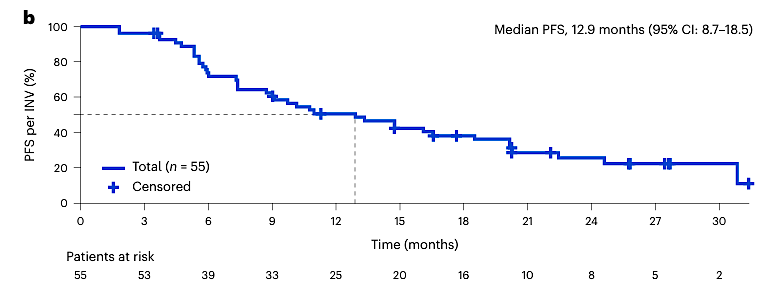 b
Median PFS, 12.9 months (95% CI: 8.7–18.5)
PFS per INV (%)
100
80
60
40
20
0
Total (n = 55)
Censored
0 3 6 9 12 15 18 21 24 27 30
Time (months)
Patients at risk
55 53 39 33 25 20 16 10 8 5 2